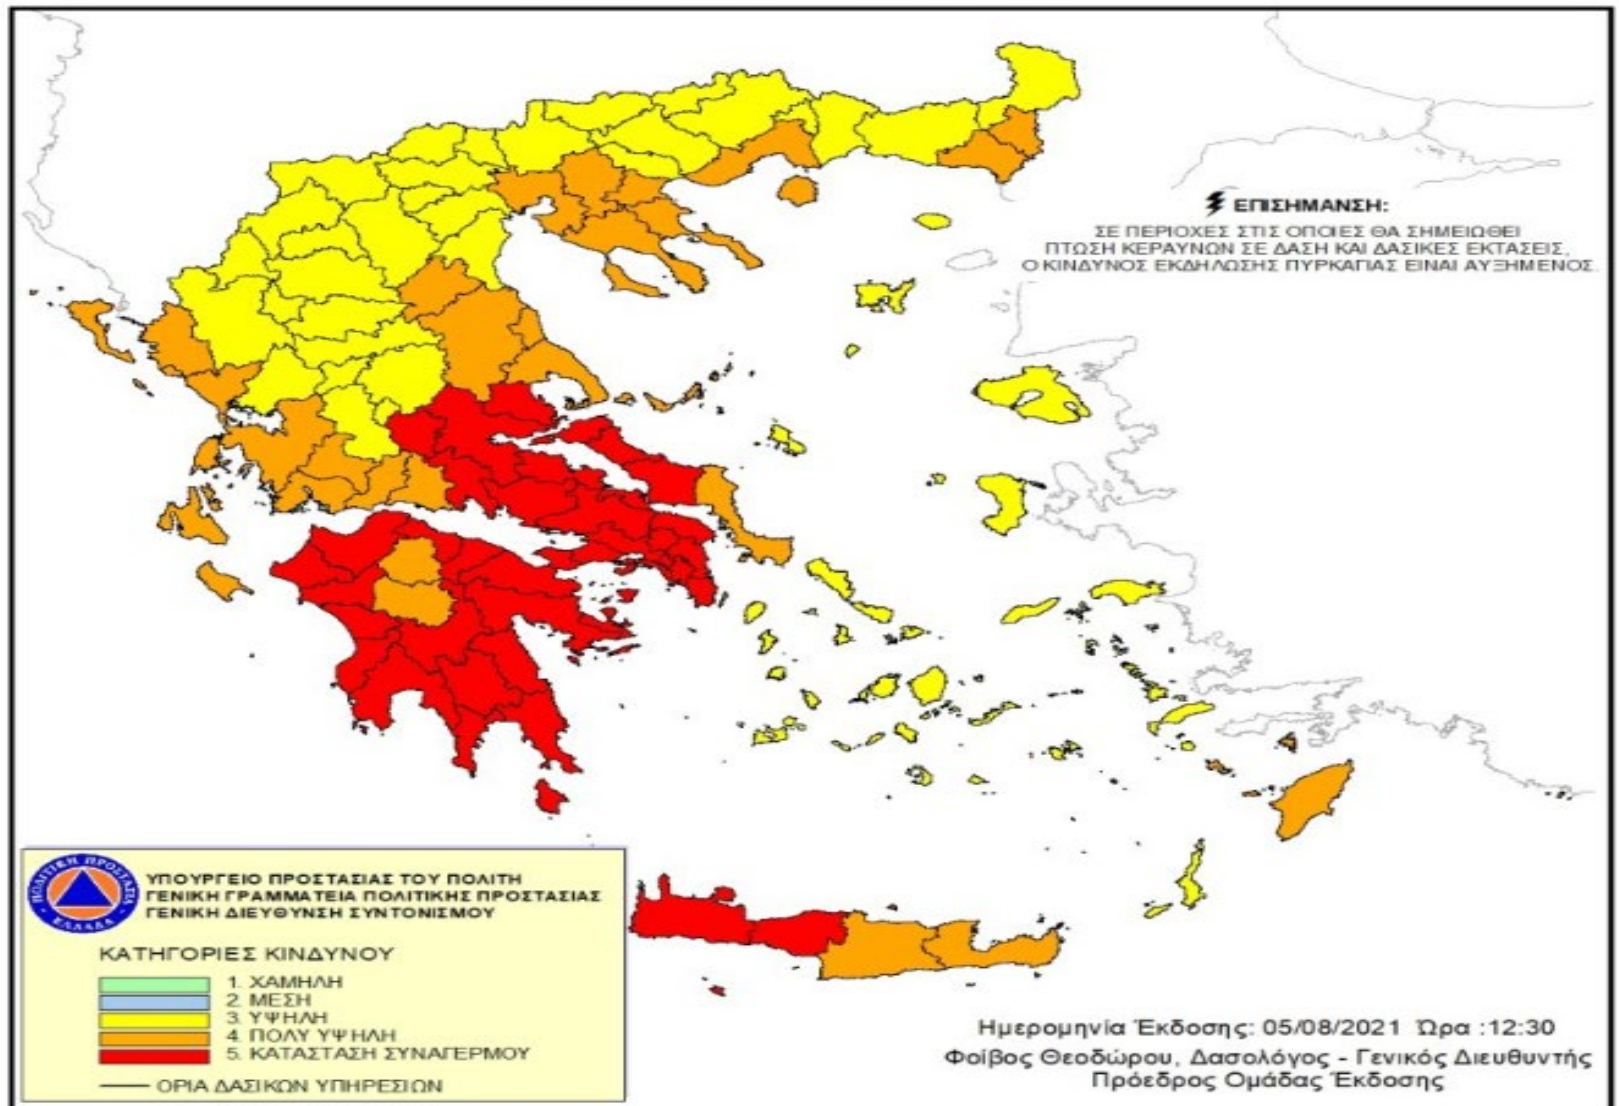 ΕΠΙΣΗΜΑΝΣΗ:
ΣΕ ΠΕΡΙΟΧΕΣ ΣΤΙΣ ΟΠΟΙΕΣ ΘΑ ΣΗΜΕΙΩΘΕΙ
ΠΤΩΣΗ ΚΕΡΑΥΝΩΝ ΣΕ ΔΑΣΗ ΚΑΙ ΔΑΣΙΚΕΣ ΕΚΤΑΣΕΙΣ,
Ο ΚΙΝΔΥΝΟΣ ΕΚΔΗΛΩΣΗΣ ΠΥΡΚΑΓΙΑΣ ΕΙΝΑΙ ΑΥΞΗΜΕΝΟΣ.
ΠΟΛΙΤΙΚΗ ΠΡΟΣΤΑΣΙΑ
ΕΛΛΑΔΑ
ΥΠΟΥΡΓΕΙΟ ΠΡΟΣΤΑΣΙΑΣ ΤΟΥ ΠΟΛΙΤΗ
ΓΕΝΙΚΗ ΓΡΑΜΜΑΤΕΙΑ ΠΟΛΙΤΙΚΗΣ ΠΡΟΣΤΑΣΙΑΣ
ΓΕΝΙΚΗ ΔΙΕΥΘΥΝΣΗ ΣΥΝΤΟΝΙΣΜΟΥ
ΚΑΤΗΓΟΡΙΕΣ ΚΙΝΔΥΝΟΥ
1. ΧΑΜΗΛΗ
2. ΜΕΣΗ
3. ΥΨΗΛΗ
4. ΠΟΛΥ ΥΨΗΛΗ
5. ΚΑΤΑΣΤΑΣΗ ΣΥΝΑΓΕΡΜΟΥ
ΟΡΙΑ ΔΑΣΙΚΩΝ ΥΠΗΡΕΣΙΩΝ
Ημερομηνία Έκδοσης: 05/08/2021 Ώρα :12:30
Φοίβος Θεοδώρου, Δασολόγος - Γενικός Διευθυντής
Πρόεδρος Ομάδας Έκδοσης